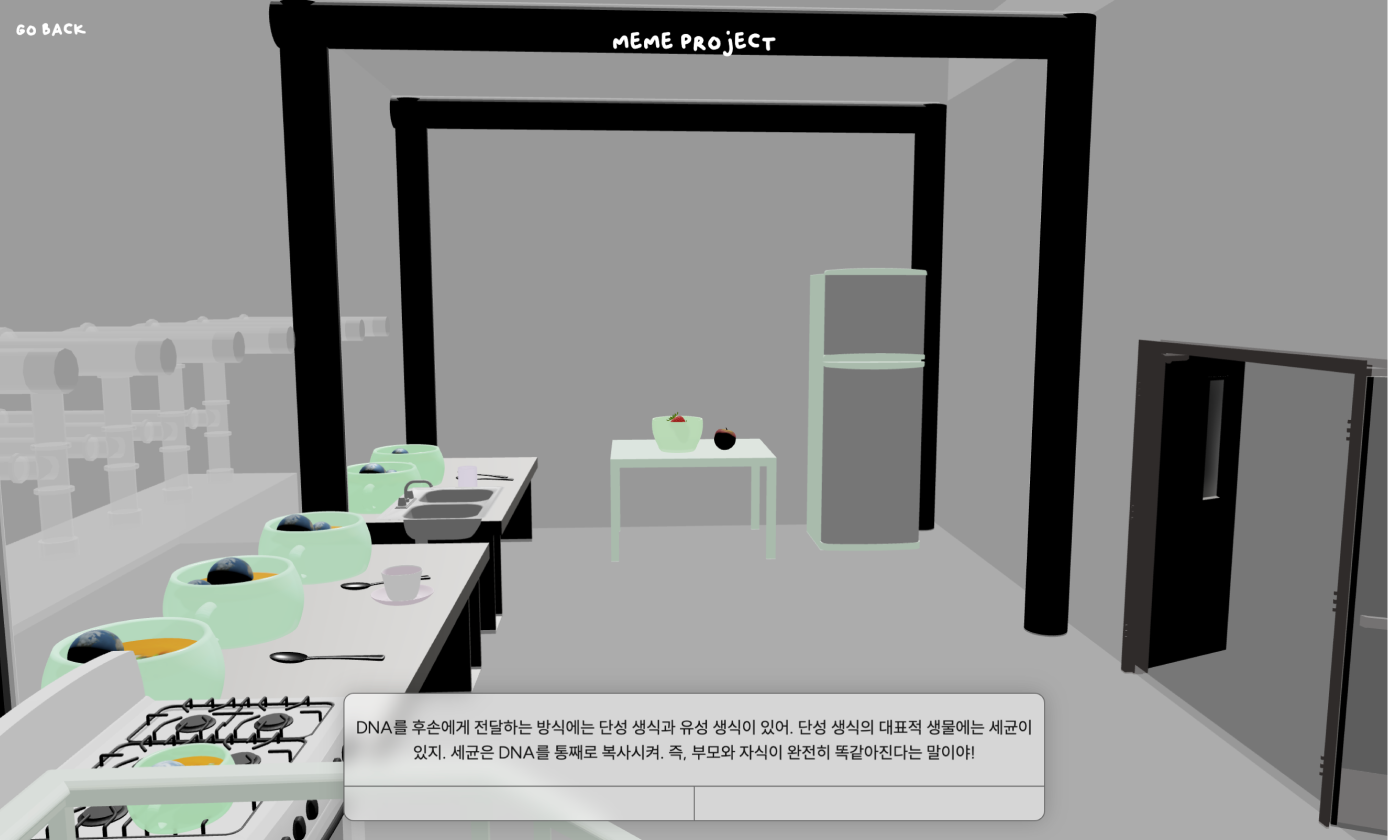 GO BACK
MEME PROjECT
DNA를 후손에게 전달하는 방식에는 단성 생식과 유성 생식이 있어. 단성 생식의 대표적 생물에는 세균이
있지. 세균은 DNA를 통째로 복사시켜. 즉, 부모와 자식이 완전히 똑같아진다는 말이야!